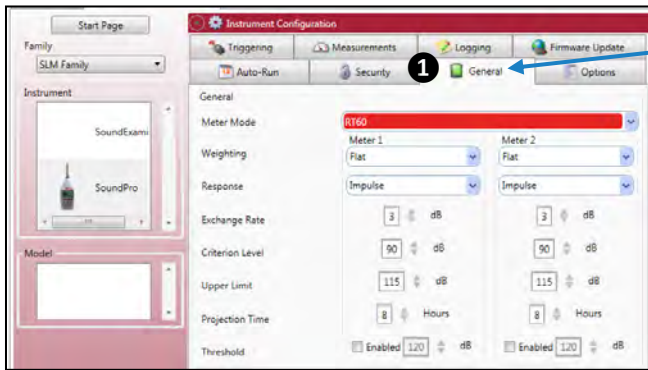 Start Page
Family
SLM Family
Instrument
SoundExami
SoundPro
Model
Instrument Configuration
Triggering
Measurements
Logging
Firmware Update
Auto-Run
Security
1
General
Options
General
Meter Mode
RT60
Meter 1
Meter 2
Weighting
Flat
Flat
Response
Impulse
Impulse
Exchange Rate
3 dB
3 dB
Criterion Level
90 dB
90 dB
Upper Limit
115 dB
115 dB
Projection Time
8 Hours
8 Hours
Threshold
Enabled 120 dB
Enabled 120 dB